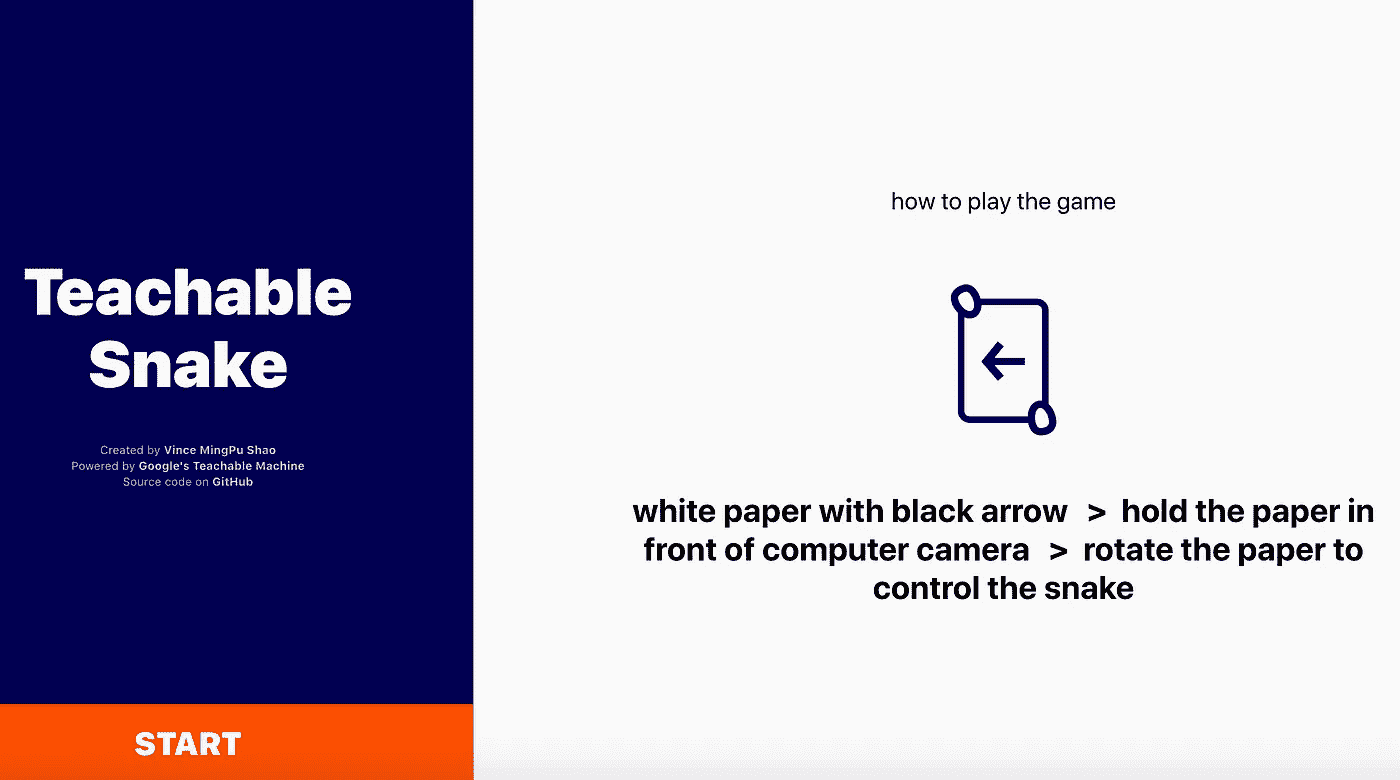 Teachable
Snake
Created by Vince MingPu Shao
Powered by Google's Teachable Machine
Source code on GitHub
START
how to play the game
white paper with black arrow > hold the paper in
front of computer camera > rotate the paper to
control the snake